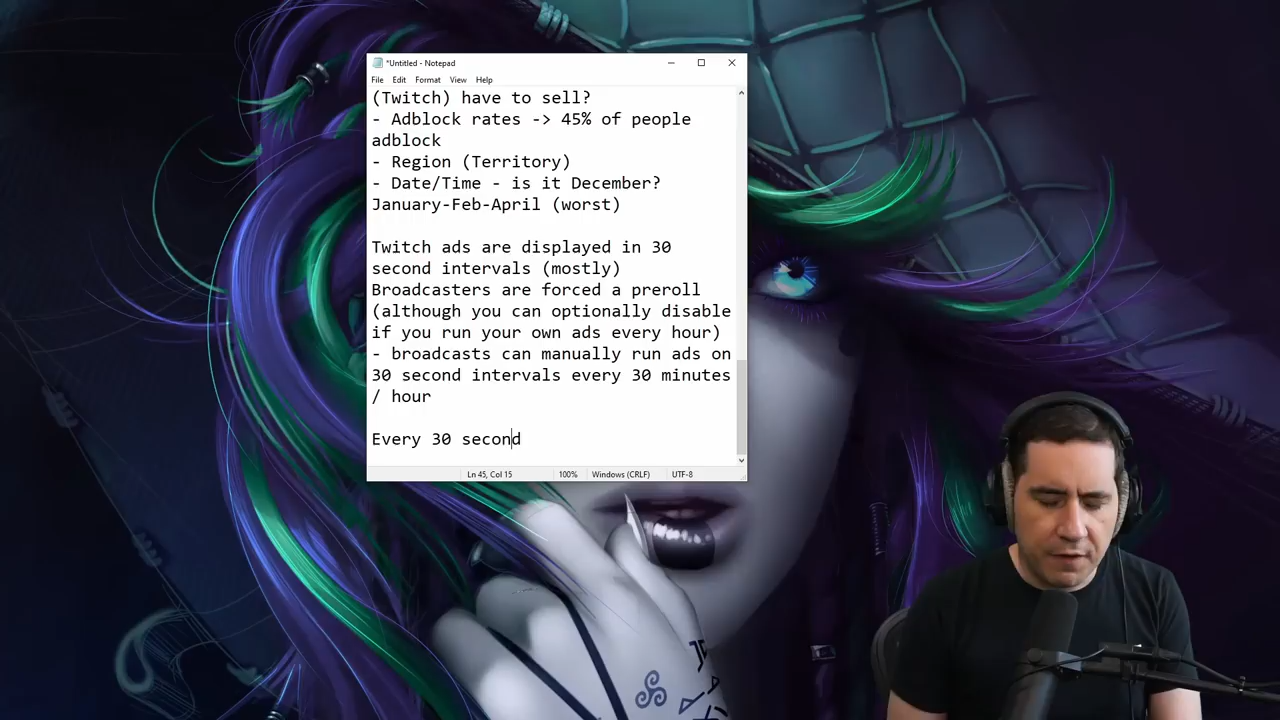 *Untitled - Notepad
File Edit Format View Help
(Twitch) have to sell?
- Adblock rates -> 45% of people
adblock
- Region (Territory)
- Date/Time - is it December?
January-Feb-April (worst)
Twitch ads are displayed in 30
second intervals (mostly)
Broadcasters are forced a preroll
(although you can optionally disable
if you run your own ads every hour)
- broadcasts can manually run ads on
30 second intervals every 30 minutes
/ hour
Every 30 second
Ln 45, Col 15 100% Windows (CRLF) UTF-8